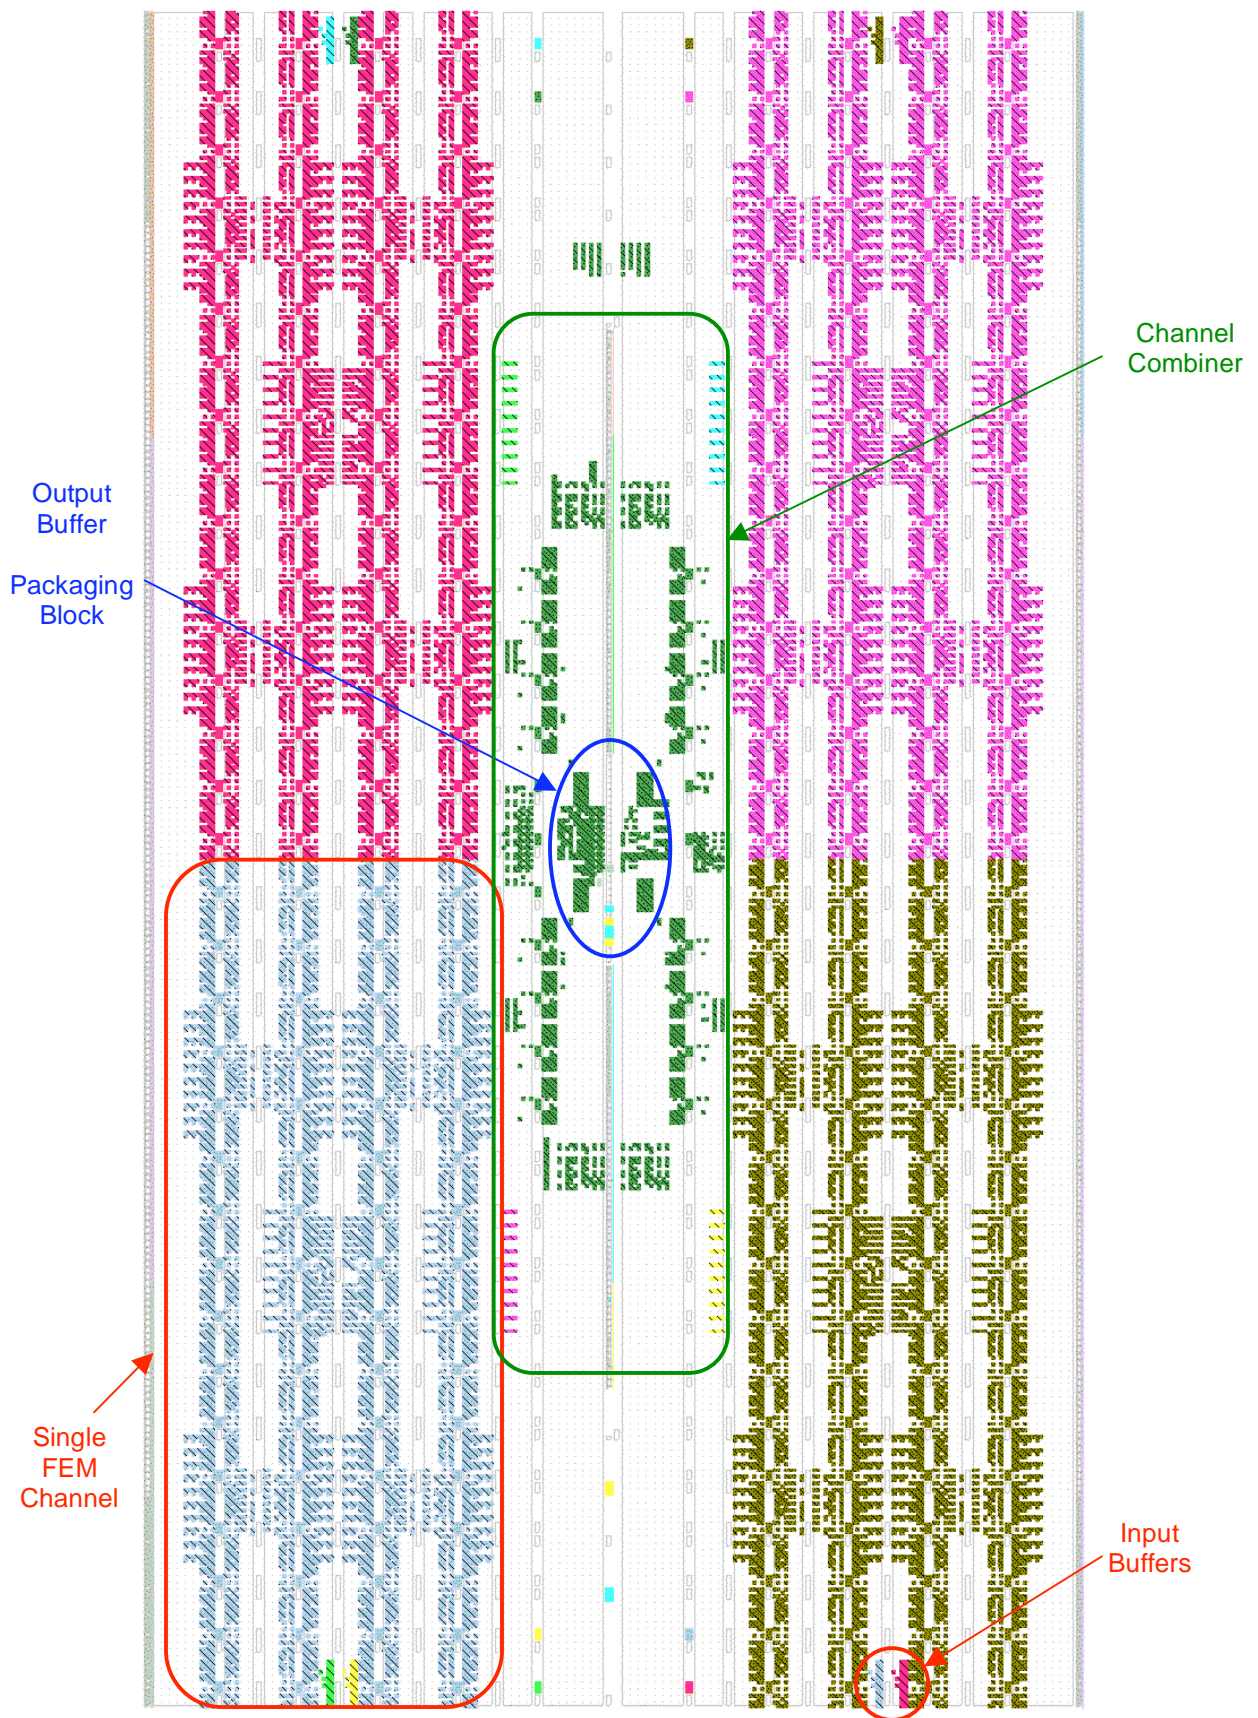 Channel
Combiner
Output
Buffer
Packaging
Block
Single
FEM
Channel
Input
Buffers